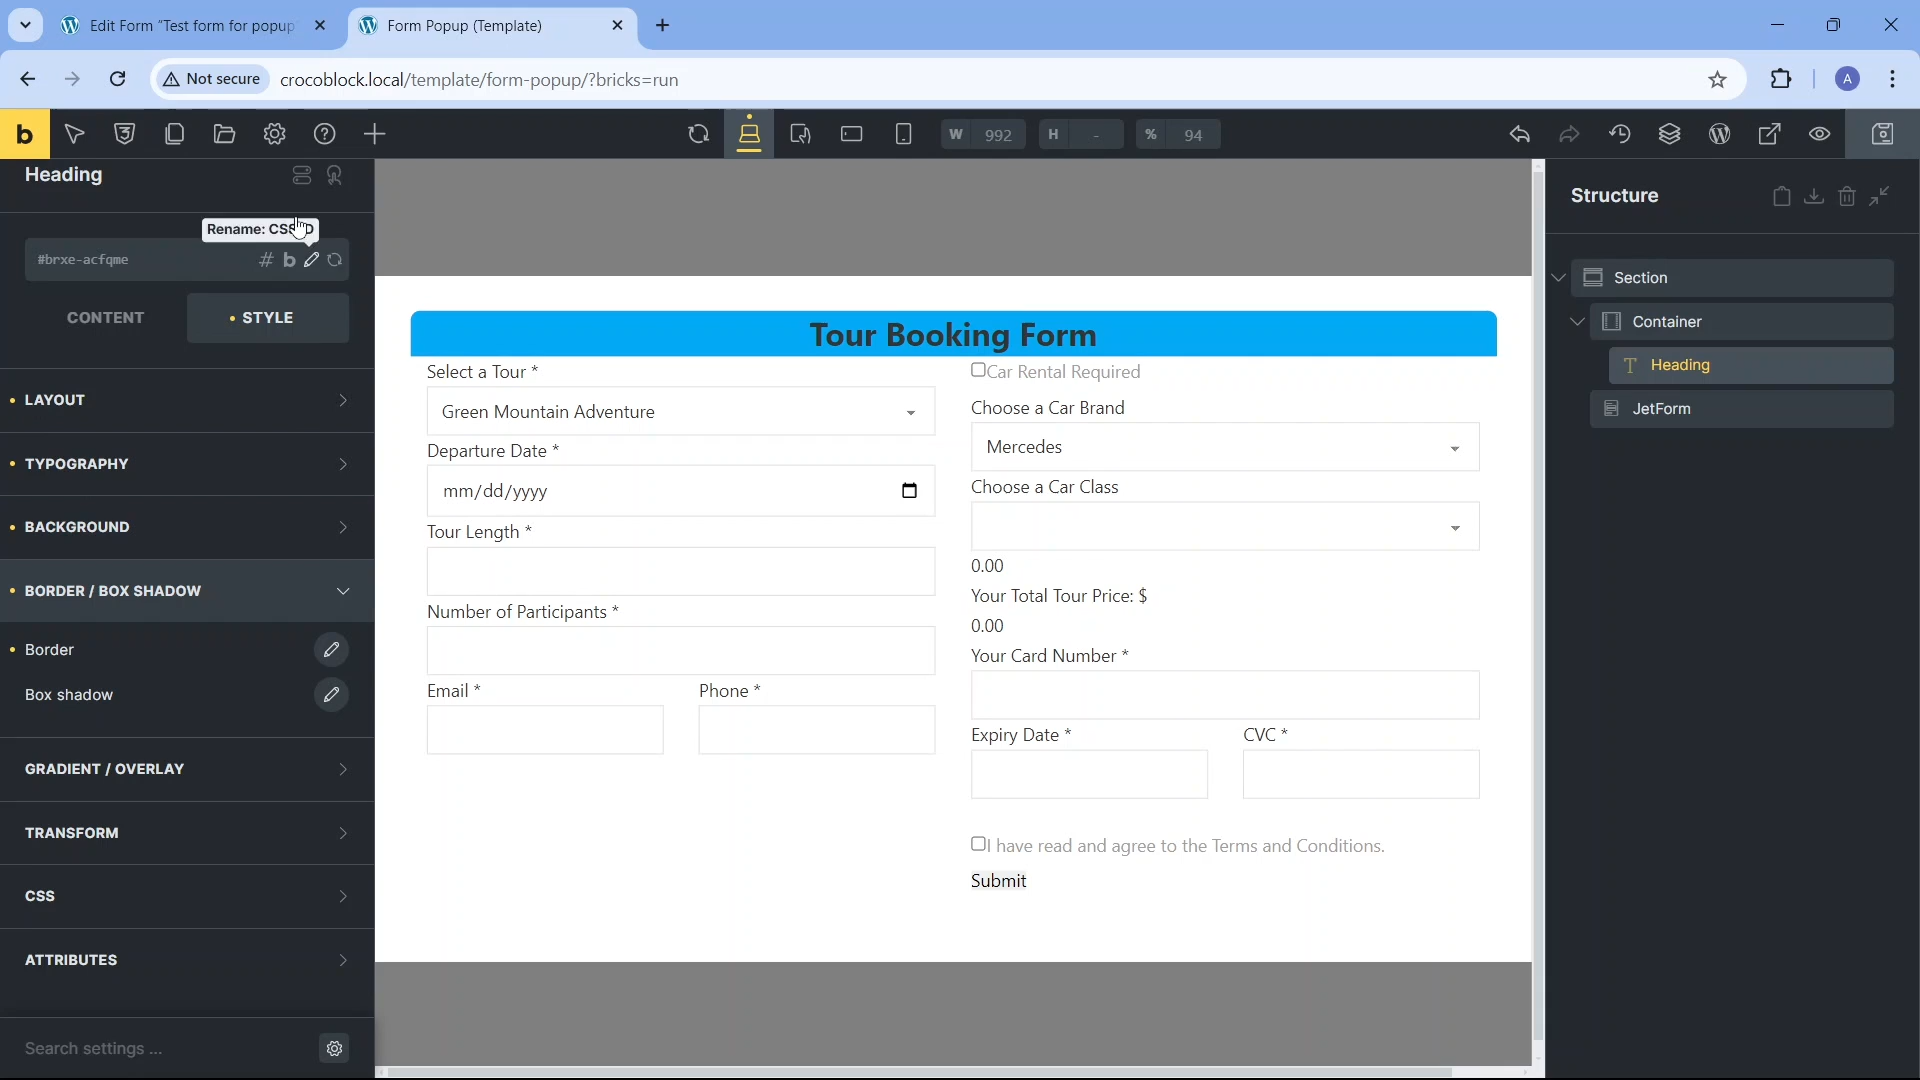 Edit Form “Test form for popup
Form Popup (Template)
Not secure
crocoblock.local/template/form-popup/?bricks=run
A
b
W 992
H -
% 94
Heading
#brxe-acfqme
# b
CONTENT
STYLE
LAYOUT
TYPOGRAPHY
BACKGROUND
BORDER / BOX SHADOW
Border
Box shadow
GRADIENT / OVERLAY
TRANSFORM
CSS
ATTRIBUTES
Search settings ...
Tour Booking Form
Select a Tour *
Green Mountain Adventure
Departure Date *
mm/dd/yyyy
Tour Length *
Number of Participants *
Email *
Phone *
Car Rental Required
Choose a Car Brand
Mercedes
Choose a Car Class
0.00
Your Total Tour Price: $
0.00
Your Card Number *
Expiry Date *
CVC *
I have read and agree to the Terms and Conditions.
Submit
Structure
Section
Container
Heading
JetForm